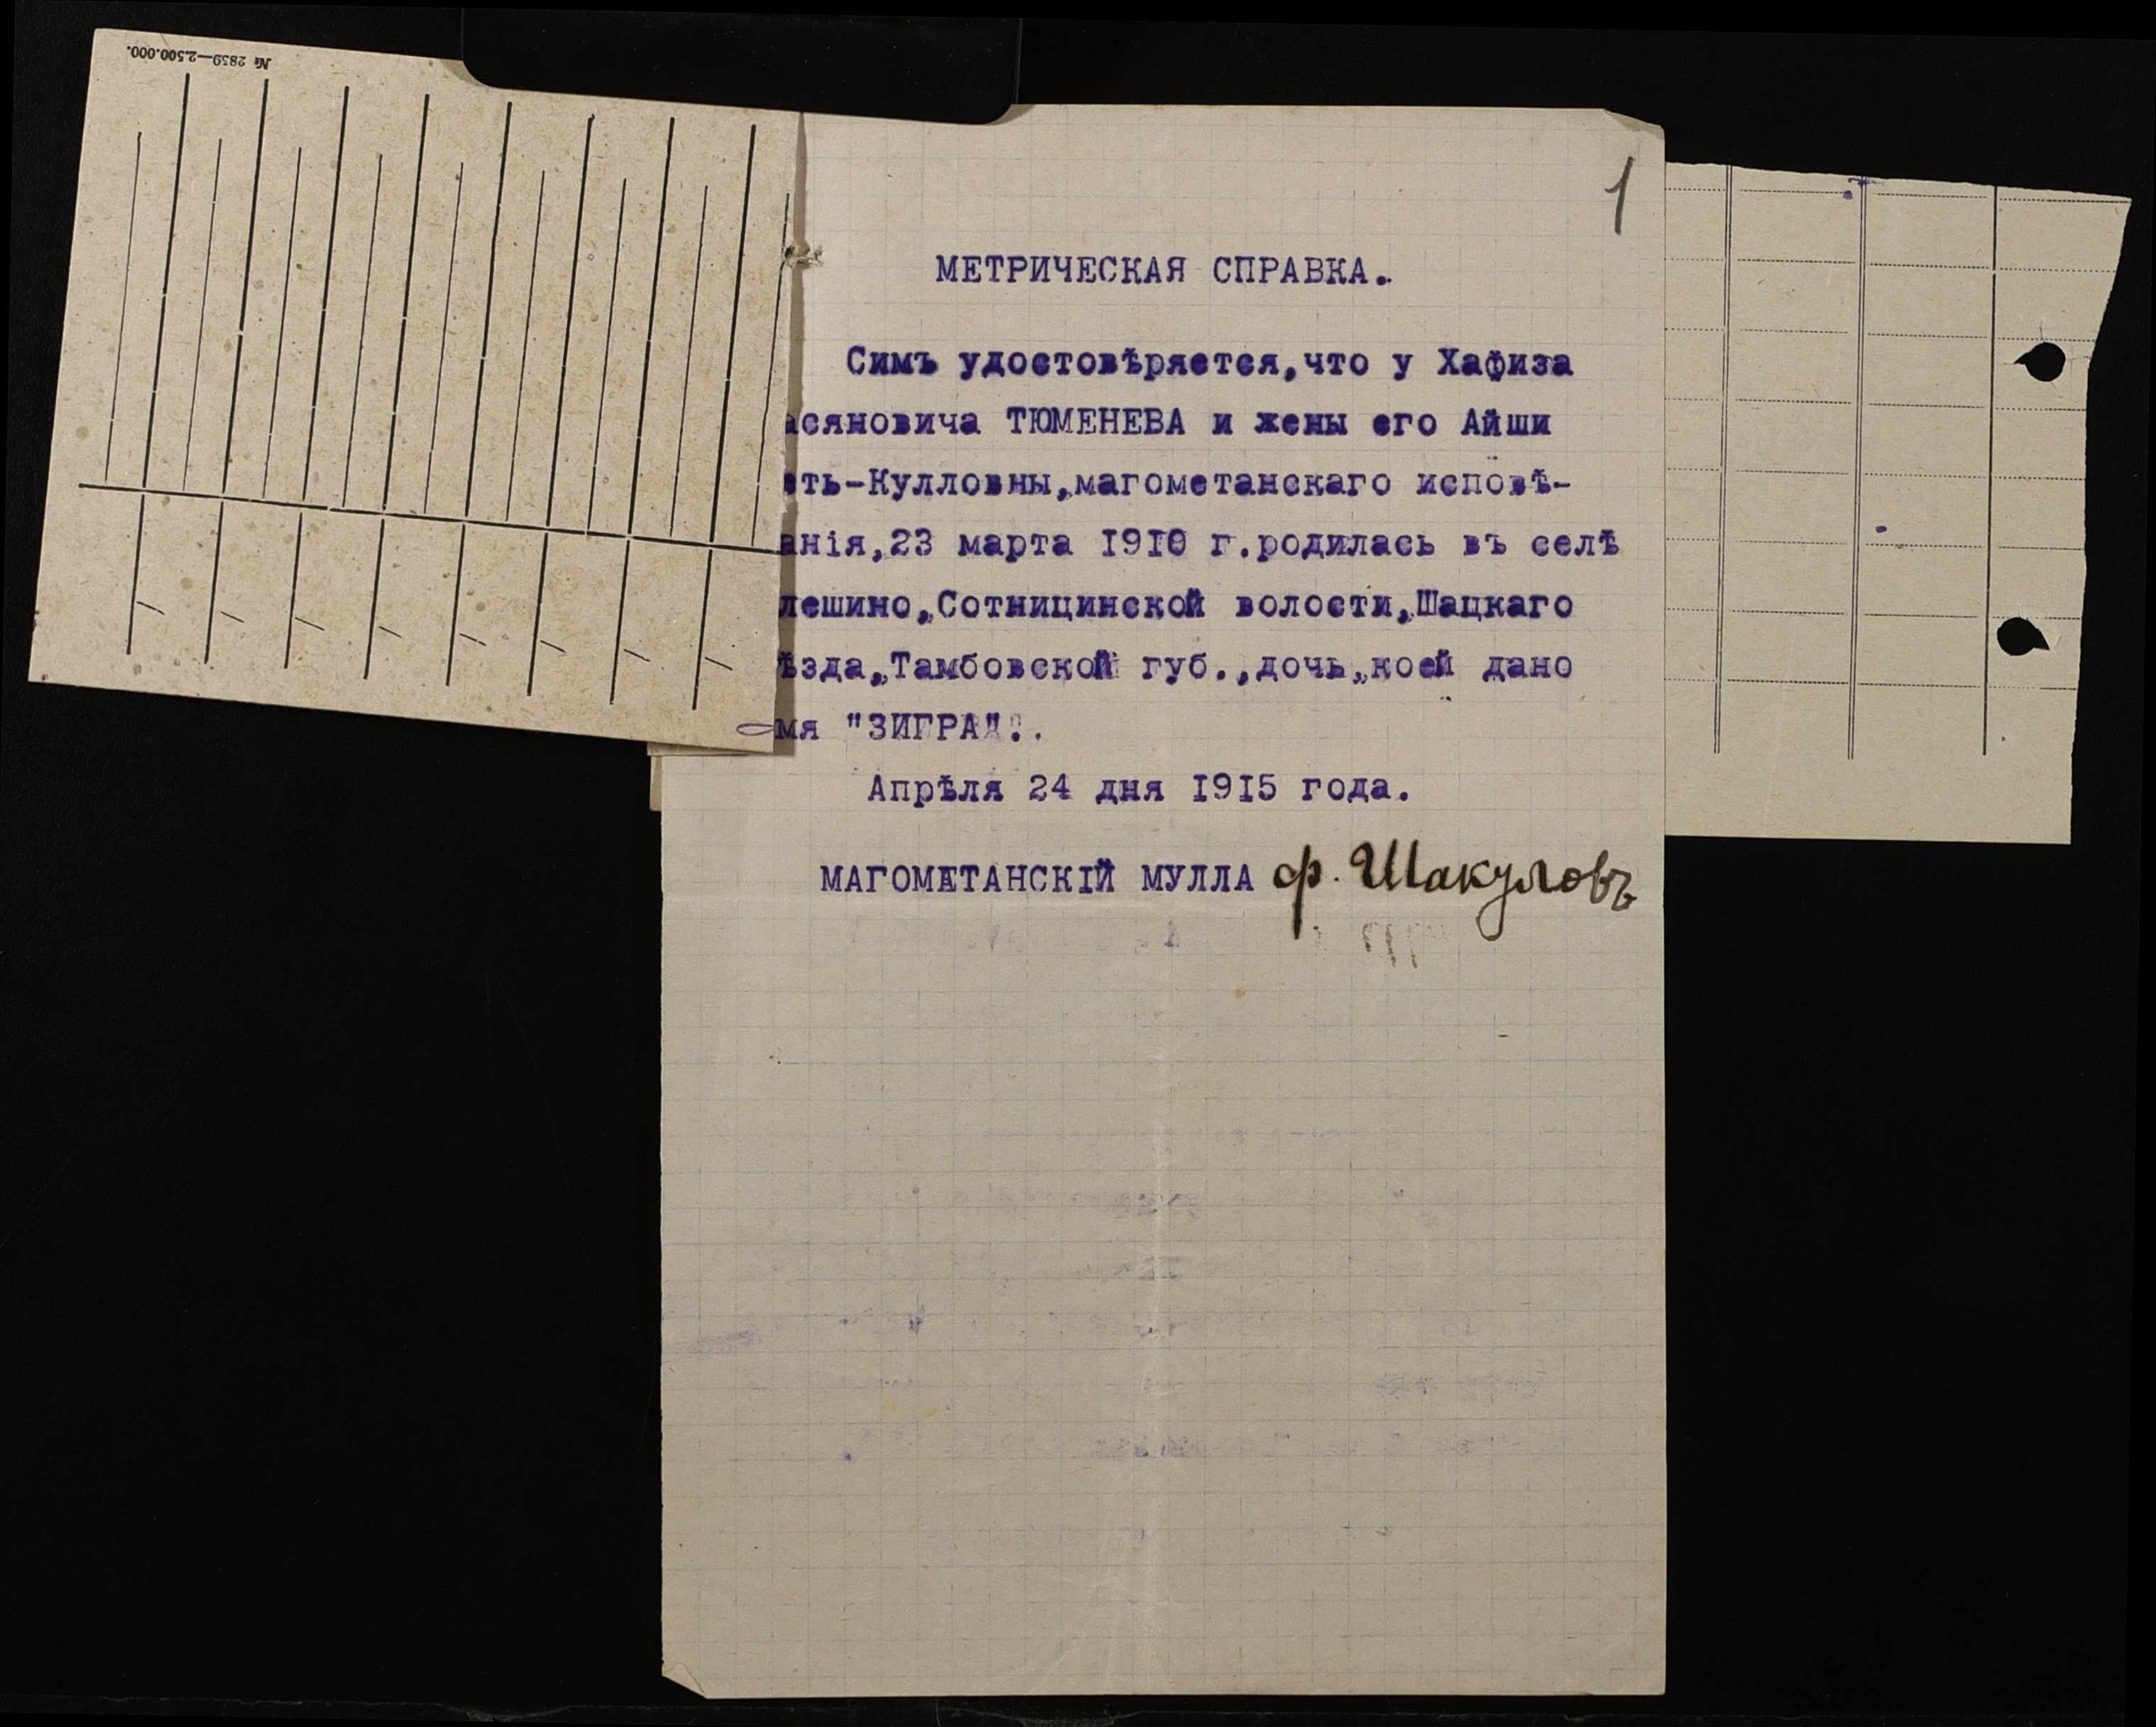 № 2859—2.500.000.
1
МЕТРИЧЕСКАЯ СПРАВКА.
Симъ удостовѣряется,что у Хафиза
асяновича ТЮМЕНЕВА и жены его Айши
ть-Кулловны,магометанскаго исповѣ-
анія,23 марта 1910 г.родилась въ селѣ
лешино,Сотницинской волости,Шацкаго
ѣзда,Тамбовской губ.,дочь,коей дано
мя "ЗИГРА".
Апрѣля 24 дня 1915 года.
МАГОМЕТАНСКІЙ МУЛЛА Ф. Шакуловъ